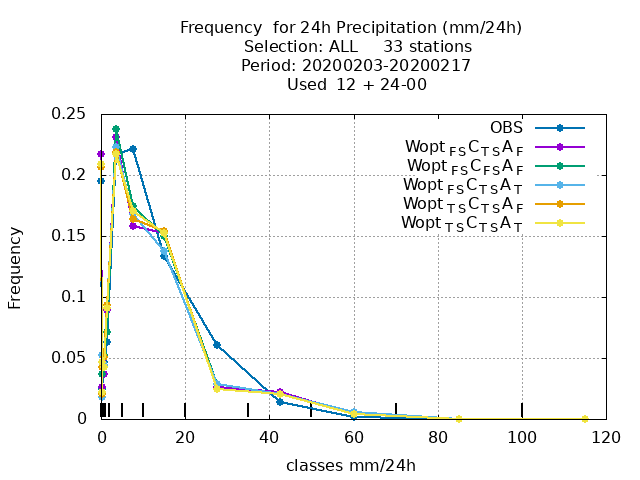 Frequency for 24h Precipitation (mm/24h)
Selection: ALL 33 stations
Period: 20200203-20200217
Used 12 + 24-00
OBS
Wopt FS C TS A F
Wopt FS C FS A F
Wopt FS C TS A T
Wopt TS C TS A F
Wopt TS C TS A T
Frequency
0.25
0.2
0.15
0.1
0.05
0
0 20 40 60 80 100 120
classes mm/24h